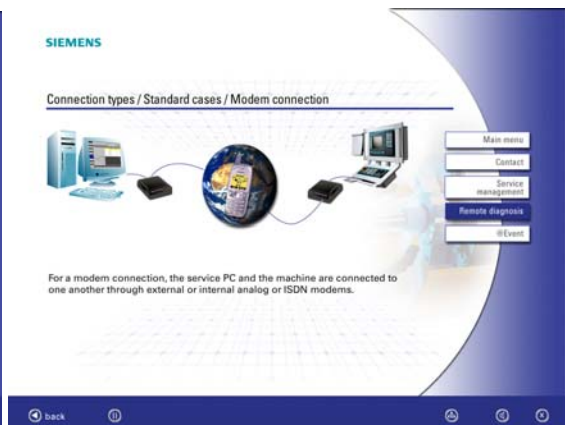 SIEMENS
Connection types / Standard cases / Modem connection
Main menu
Contact
Service
management
Remote diagnosis
@Event
For a modem connection, the service PC and the machine are connected to
one another through external or internal analog or ISDN modems.
back